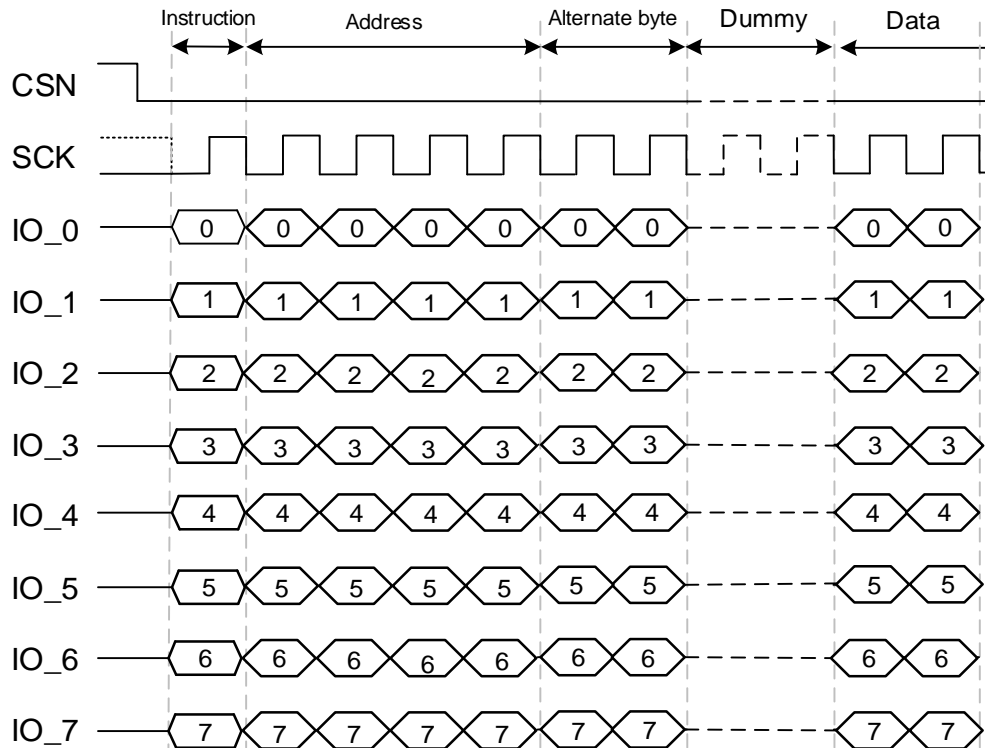 Instruction Address Alternate byte Dummy Data
CSN
SCK
IO_0 0 0 0 0 0 0 0 0 0
IO_1 1 1 1 1 1 1 1 1 1
IO_2 2 2 2 2 2 2 2 2 2
IO_3 3 3 3 3 3 3 3 3 3
IO_4 4 4 4 4 4 4 4 4 4
IO_5 5 5 5 5 5 5 5 5 5
IO_6 6 6 6 6 6 6 6 6 6
IO_7 7 7 7 7 7 7 7 7 7